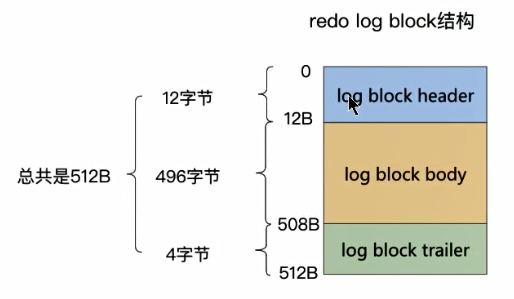 redo log block结构
0
log block header
12字节
12B
总共是512B
496字节
log block body
508B
4字节
log block trailer
512B